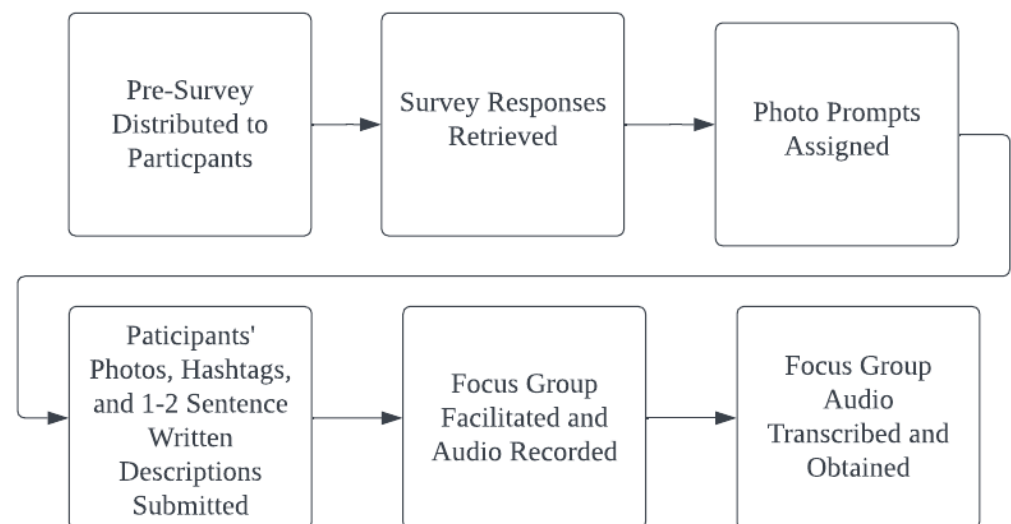 Pre-Survey
Distributed to
Particpants
Survey Responses
Retrieved
Photo Prompts
Assigned
Paticipants'
Photos, Hashtags,
and 1-2 Sentence
Written
Descriptions
Submitted
Focus Group
Facilitated and
Audio Recorded
Focus Group
Audio
Transcribed and
Obtained